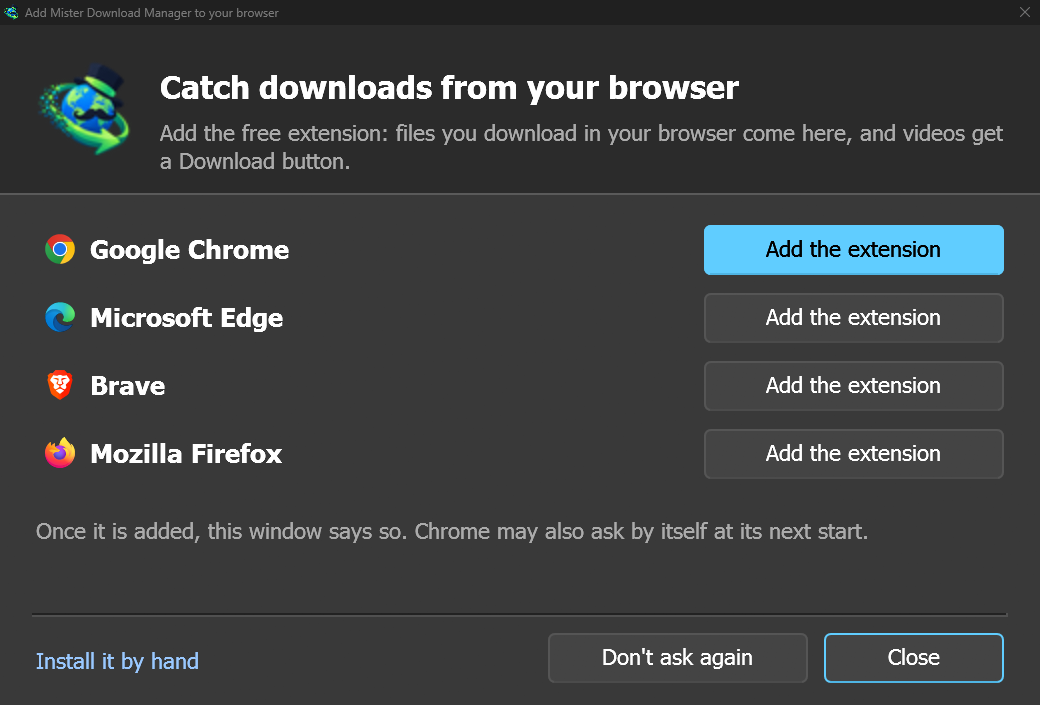 Add Mister Download Manager to your browser
Catch downloads from your browser
Add the free extension: files you download in your browser come here, and videos get
a Download button.
Google Chrome
Add the extension
Microsoft Edge
Add the extension
Brave
Add the extension
Mozilla Firefox
Add the extension
Once it is added, this window says so. Chrome may also ask by itself at its next start.
Install it by hand
Don't ask again
Close